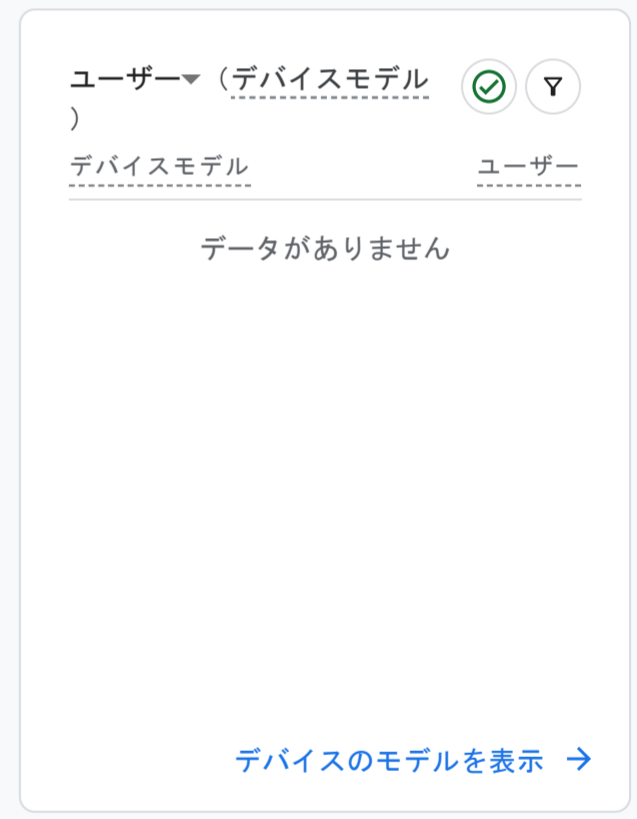 ユーザー （デバイスモデル
）
デバイスモデル ユーザー
データがありません
デバイスのモデルを表示